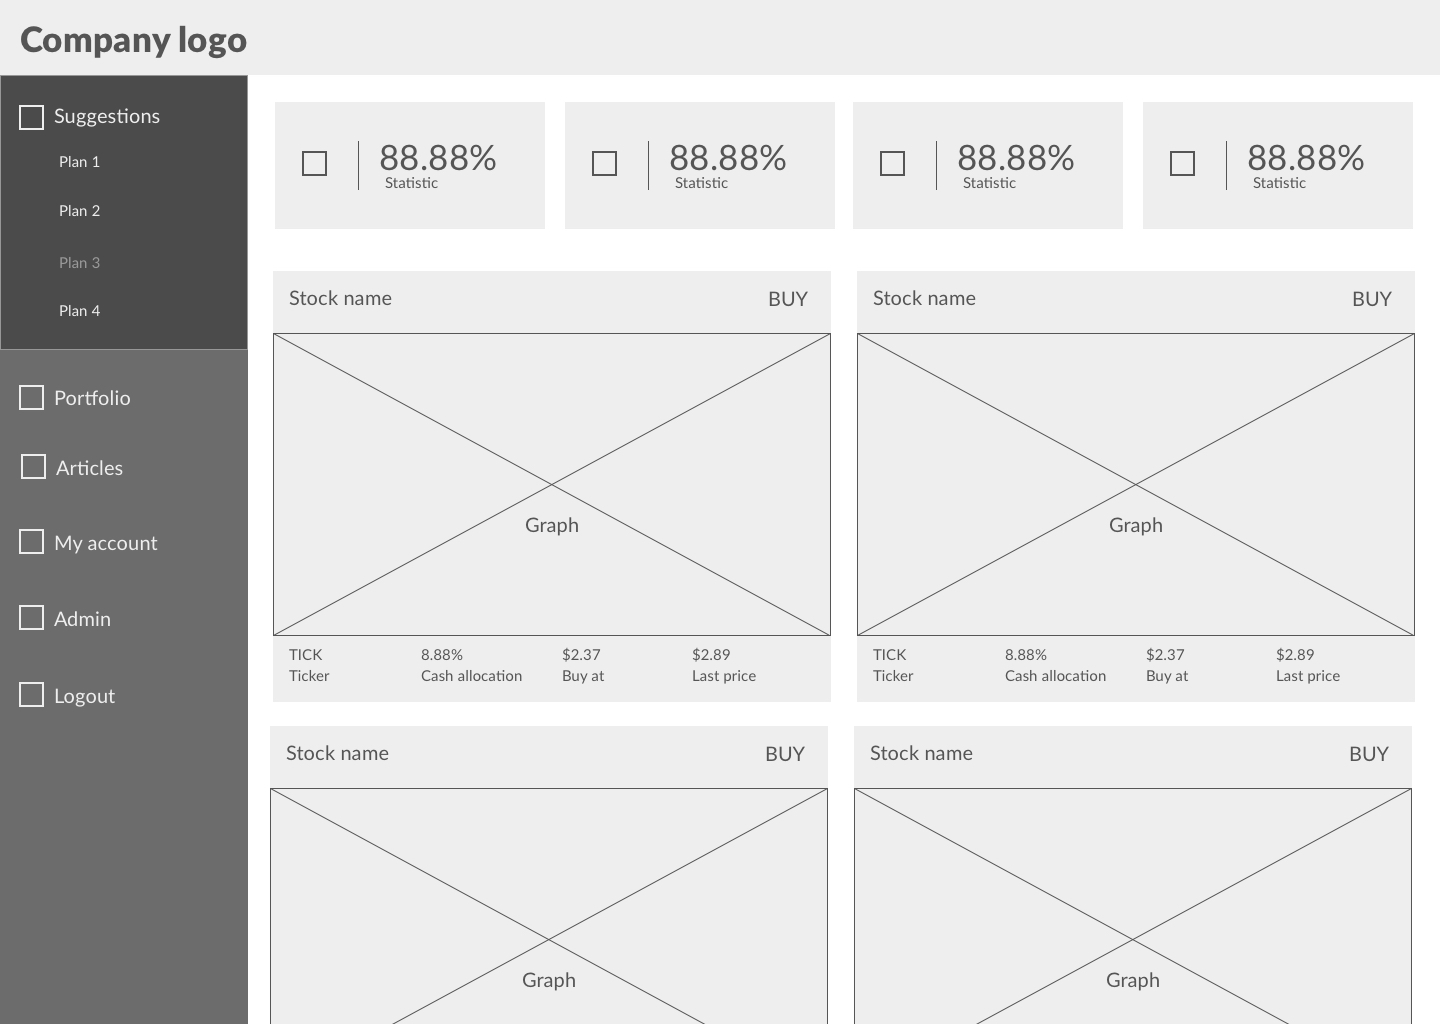 Company logo
Suggestions
Plan 1
Plan 2
Plan 3
Plan 4
Portfolio
Articles
My account
Admin
Logout
88.88%
Statistic
88.88%
Statistic
88.88%
Statistic
88.88%
Statistic
Stock name BUY
Graph
TICK 8.88% $2.37 $2.89
Ticker Cash allocation Buy at Last price
Stock name BUY
Graph
TICK 8.88% $2.37 $2.89
Ticker Cash allocation Buy at Last price
Stock name BUY
Graph
Stock name BUY
Graph